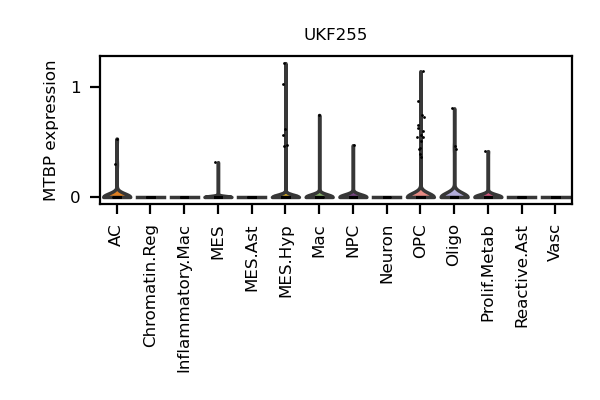 UKF255
MTBP expression
1
0
AC
Chromatin.Reg
Inflammatory.Mac
MES
MES.Ast
MES.Hyp
Mac
NPC
Neuron
OPC
Oligo
Prolif.Metab
Reactive.Ast
Vasc